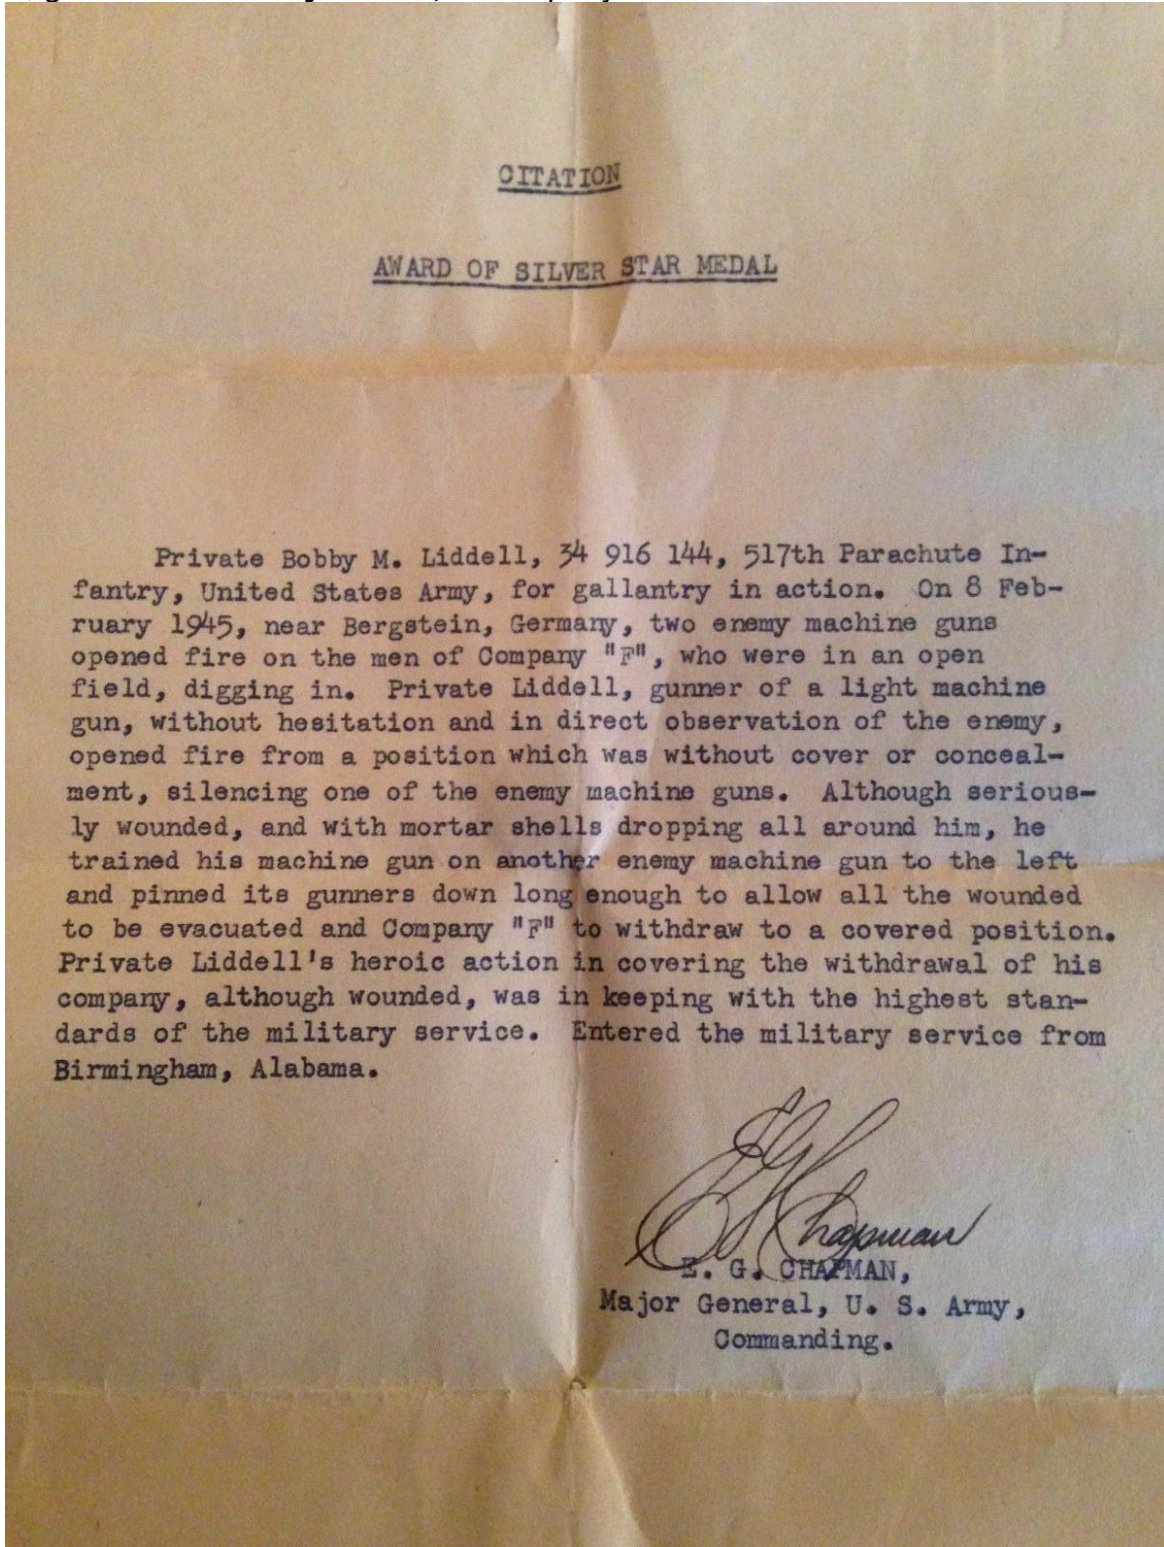 CITATION
AWARD OF SILVER STAR MEDAL
Private Bobby M. Liddell, 34 916 144, 517th Parachute In-
fantry, United States Army, for gallantry in action. On 8 Feb-
ruary 1945, near Bergstein, Germany, two enemy machine guns
opened fire on the men of Company "F", who were in an open
field, digging in. Private Liddell, gunner of a light machine
gun, without hesitation and in direct observation of the enemy,
opened fire from a position which was without cover or conceal-
ment, silencing one of the enemy machine guns. Although serious-
ly wounded, and with mortar shells dropping all around him, he
trained his machine gun on another enemy machine gun to the left
and pinned its gunners down long enough to allow all the wounded
to be evacuated and Company "F" to withdraw to a covered position.
Private Liddell's heroic action in covering the withdrawal of his
company, although wounded, was in keeping with the highest stan-
dards of the military service. Entered the military service from
Birmingham, Alabama.
E G Chapman
E. G. CHAPMAN,
Major General, U. S. Army,
Commanding.